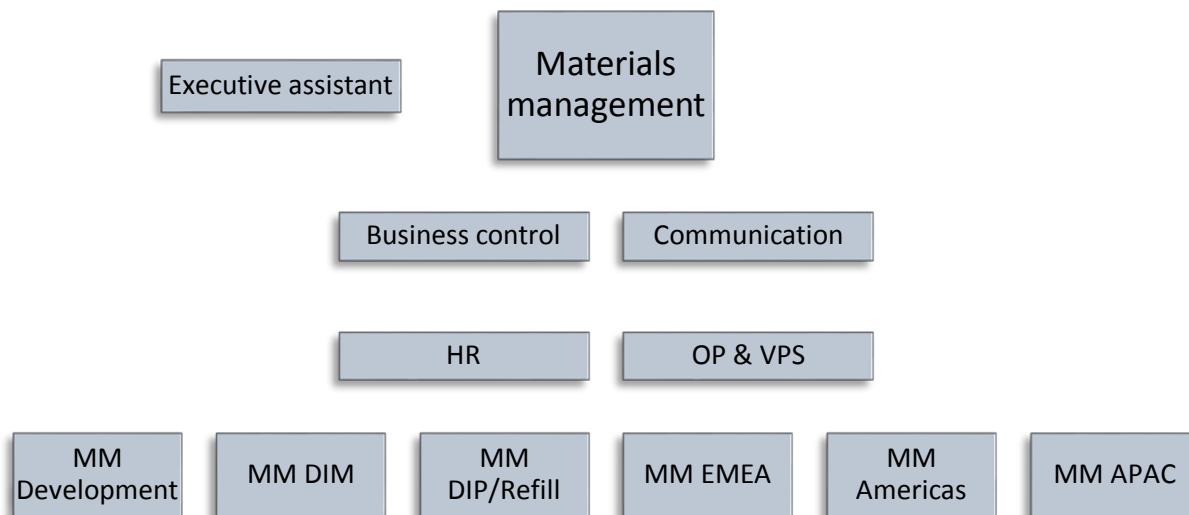 Executive assistant
Materials
management
Business control
Communication
HR
OP & VPS
MM
Development
MM DIM
MM
DIP/Refill
MM EMEA
MM
Americas
MM APAC